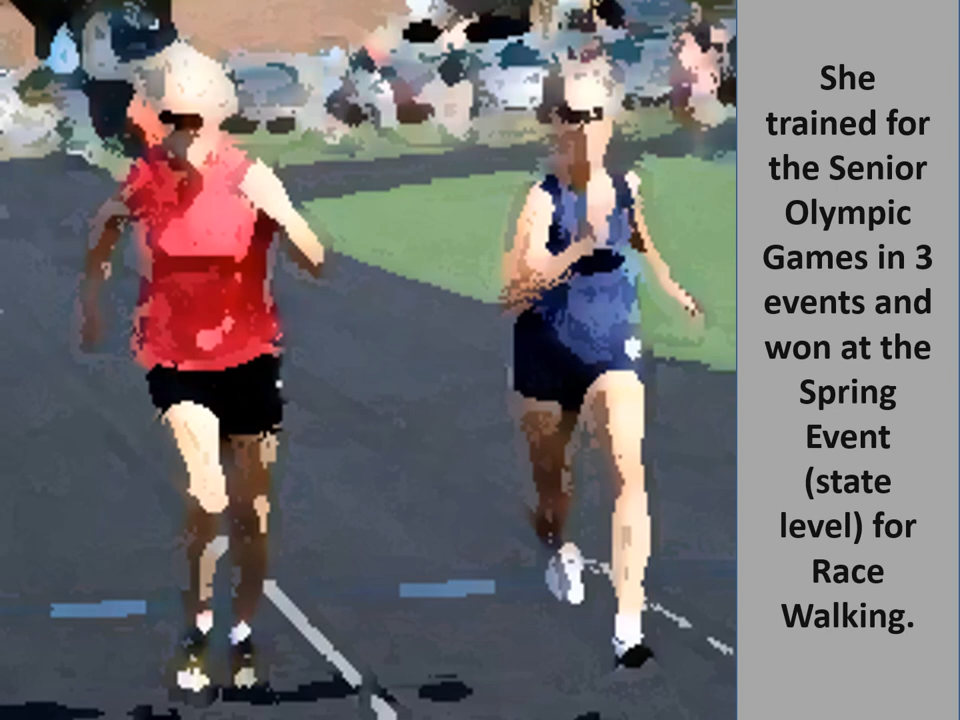 She
trained for
the Senior
Olympic
Games in 3
events and
won at the
Spring
Event
(state
level) for
Race
Walking.